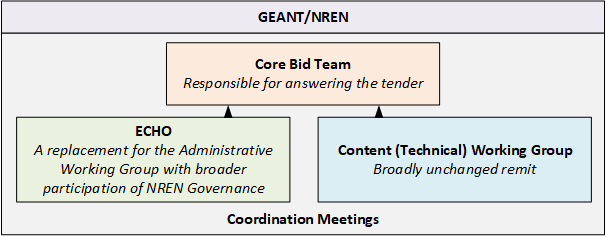 GEANT/NREN
Core Bid Team
Responsible for answering the tender
ECHO
A replacement for the Administrative
Working Group with broader
participation of NREN Governance
Content (Technical) Working Group
Broadly unchanged remit
Coordination Meetings